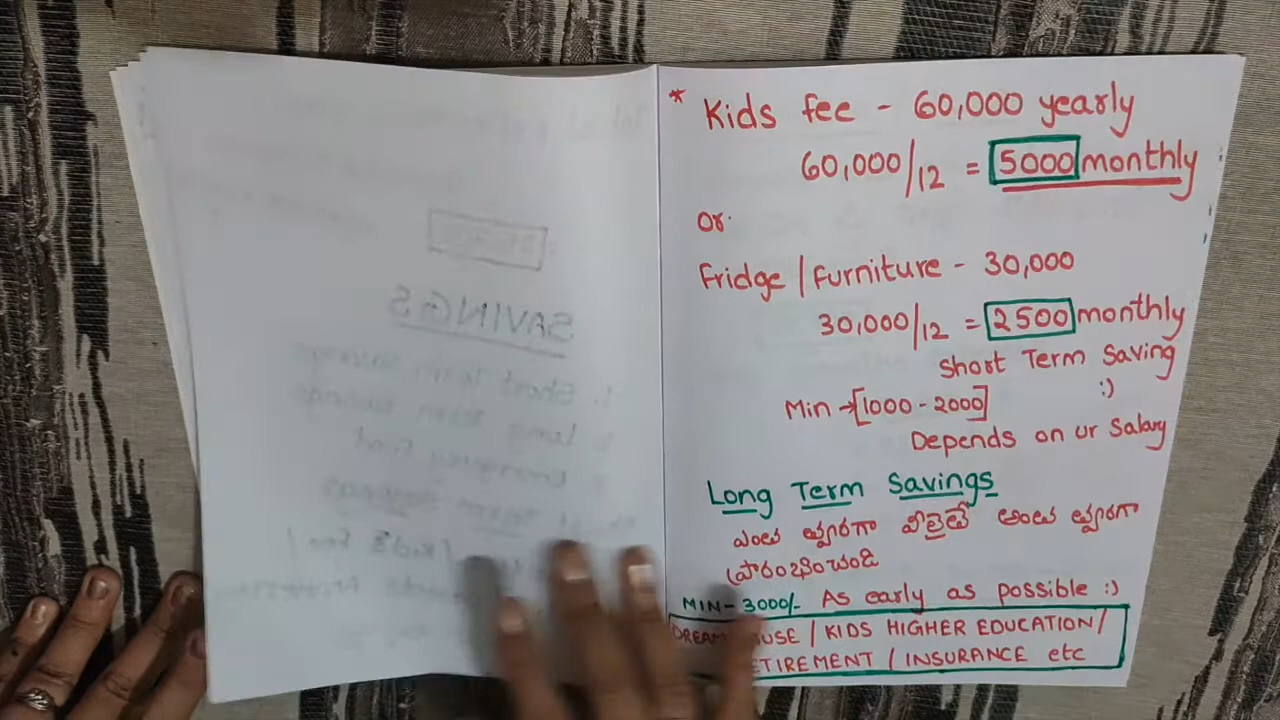 * Kids fee - 60,000 yearly
60,000/12 = 5000 monthly
or
Fridge / Furniture - 30,000
30,000/12 = 2500 monthly
Short Term Saving
:)
Min → [1000 - 2000]
Depends on ur Salary
Long Term Savings
ఎంత త్వరగా వీలైతే అంత త్వరగా
ప్రారంభించండి
MIN - 3000/- As early as possible :)
DREAM / KIDS HIGHER EDUCATION /
/ INSURANCE etc
SAVINGS